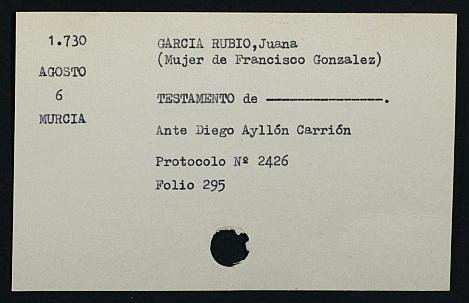 1.730
AGOSTO
6
MURCIA
GARCIA RUBIO,Juana
(Mujer de Francisco Gonzalez)
TESTAMENTO de ----------------.
Ante Diego Ayllón Carrión
Protocolo Nº 2426
Folio 295